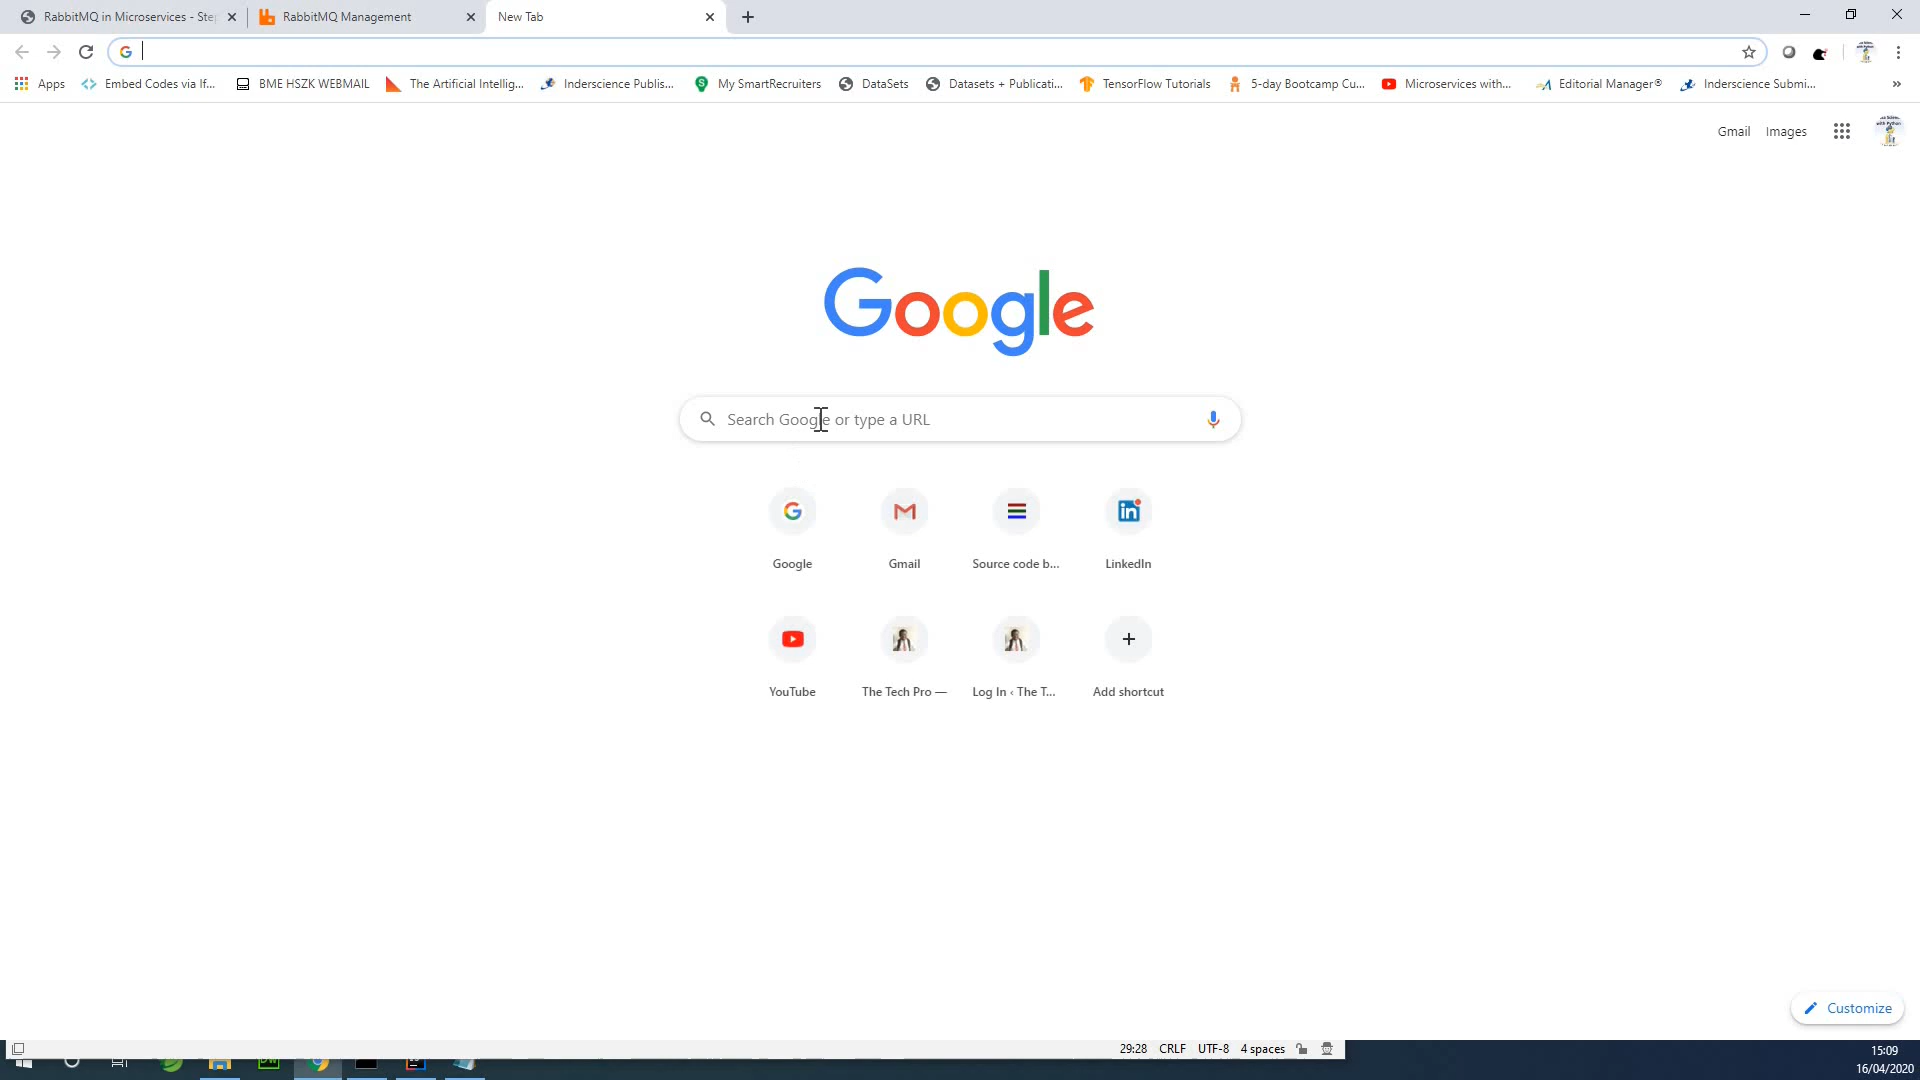 RabbitMQ in Microservices - Ste
RabbitMQ Management
New Tab
Apps
Embed Codes via If...
BME HSZK WEBMAIL
The Artificial Intellig...
Inderscience Publis...
My SmartRecruiters
DataSets
Datasets + Publicati...
TensorFlow Tutorials
5-day Bootcamp Cu...
Microservices with...
Editorial Manager®
Inderscience Submi...
»
Gmail
Images
Google
Search Google or type a URL
Google
Gmail
Source code b...
LinkedIn
YouTube
The Tech Pro —
Log In ‹ The T...
Add shortcut
Customize
29:28 CRLF UTF-8 4 spaces
15:09
16/04/2020